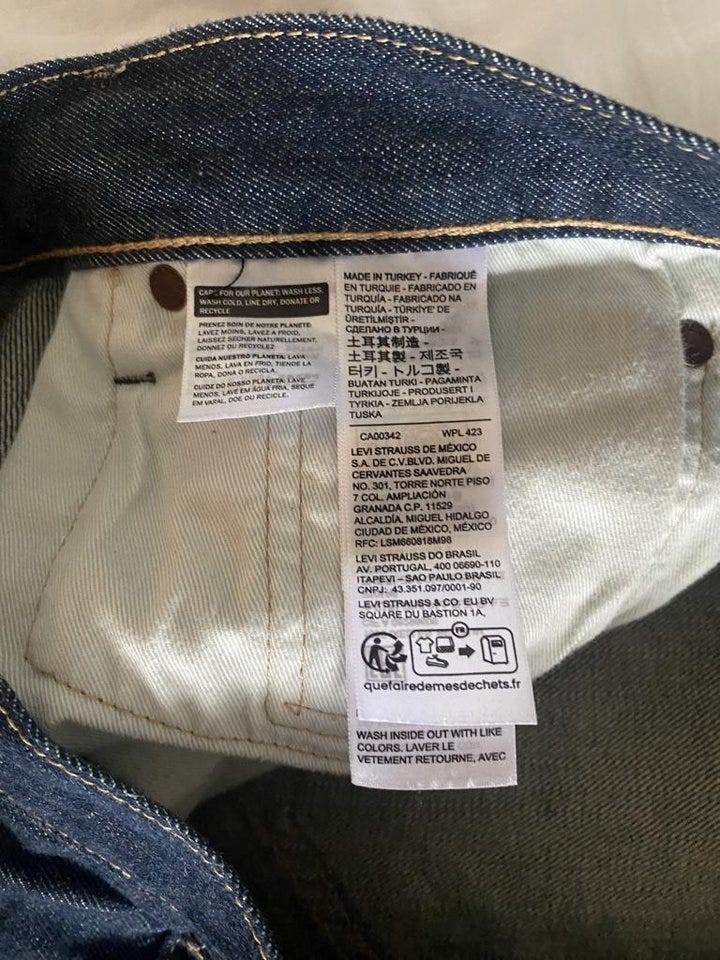 FOR OUR PLANET: WASH LESS,
WASH COLD, LINE DRY, DONATE OR
RECYCLE
PRENEZ SOIN DE NOTRE PLANETE:
LAVEZ MOINS, LAVEZ A FROID,
LAISSEZ SÉCHER NATURELLEMENT,
DONNEZ OU RECYCLEZ
CUIDA NUESTRO PLANETA: LAVA
MENOS, LAVA EN FRÍO, TIENDE LA
ROPA, DONA O RECICLA.
CUIDE DO NOSSO PLANETA: LAVE
MENOS, LAVE EM ÁGUA FRIA, SEQUE
EM VARAL, DOE OU RECICLE.
MADE IN TURKEY - FABRIQUÉ
EN TURQUIE - FABRICADO EN
TURQUÍA - FABRICADO NA
TURQUIA - TÜRKİYE' DE
ÜRETİLMİŞTİR -
СДЕЛАНО В ТУРЦИИ -
土耳其制造 -
土耳其製 - 제조국
터키 - トルコ製 -
BUATAN TURKI - PAGAMINTA
TURKIJOJE - PRODUSERT I
TYRKIA - ZEMLJA PORIJEKLA
TUSKA
CA00342 WPL 423
LEVI STRAUSS DE MÉXICO
S.A. DE C.V.BLVD. MIGUEL DE
CERVANTES SAAVEDRA
NO. 301, TORRE NORTE PISO
7 COL. AMPLIACIÓN
GRANADA C.P. 11529
ALCALDÍA. MIGUEL HIDALGO
CIUDAD DE MÉXICO, MÉXICO
RFC: LSM660818M98
LEVI STRAUSS DO BRASIL
AV. PORTUGAL, 400 06690-110
ITAPEVI – SAO PAULO BRASIL
CNPJ: 43.351.097/0001-90
LEVI STRAUSS & CO. EU BV
SQUARE DU BASTION 1A,
FR
quefairedemesdechets.fr
WASH INSIDE OUT WITH LIKE
COLORS. LAVER LE
VETEMENT RETOURNE, AVEC